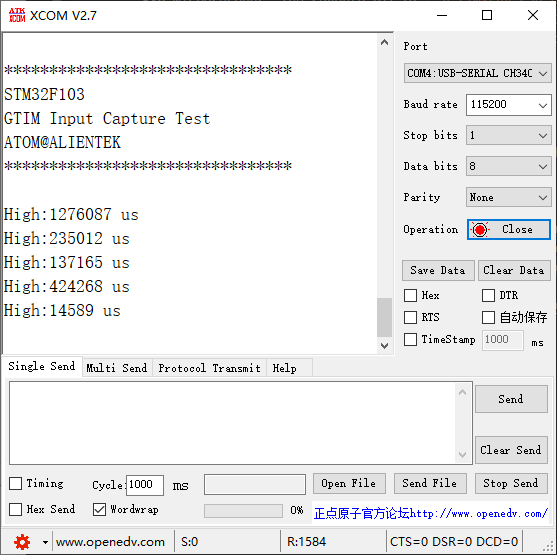 ATK
XCOM
XCOM V2.7
********************************
STM32F103
GTIM Input Capture Test
ATOM@ALIENTEK
********************************
High:1276087 us
High:235012 us
High:137165 us
High:424268 us
High:14589 us
Port
COM4:USB-SERIAL CH340
Baud rate
115200
Stop bits
1
Data bits
8
Parity
None
Operation
Close
Save Data
Clear Data
Hex
DTR
RTS
自动保存
TimeStamp
1000
ms
Single Send
Multi Send
Protocol Transmit
Help
Send
Clear Send
Timing
Cycle:
1000
ms
Open File
Send File
Stop Send
Hex Send
Wordwrap
0%
正点原子官方论坛http://www.openedv.com/
www.openedv.com
S:0
R:1584
CTS=0 DSR=0 DCD=0